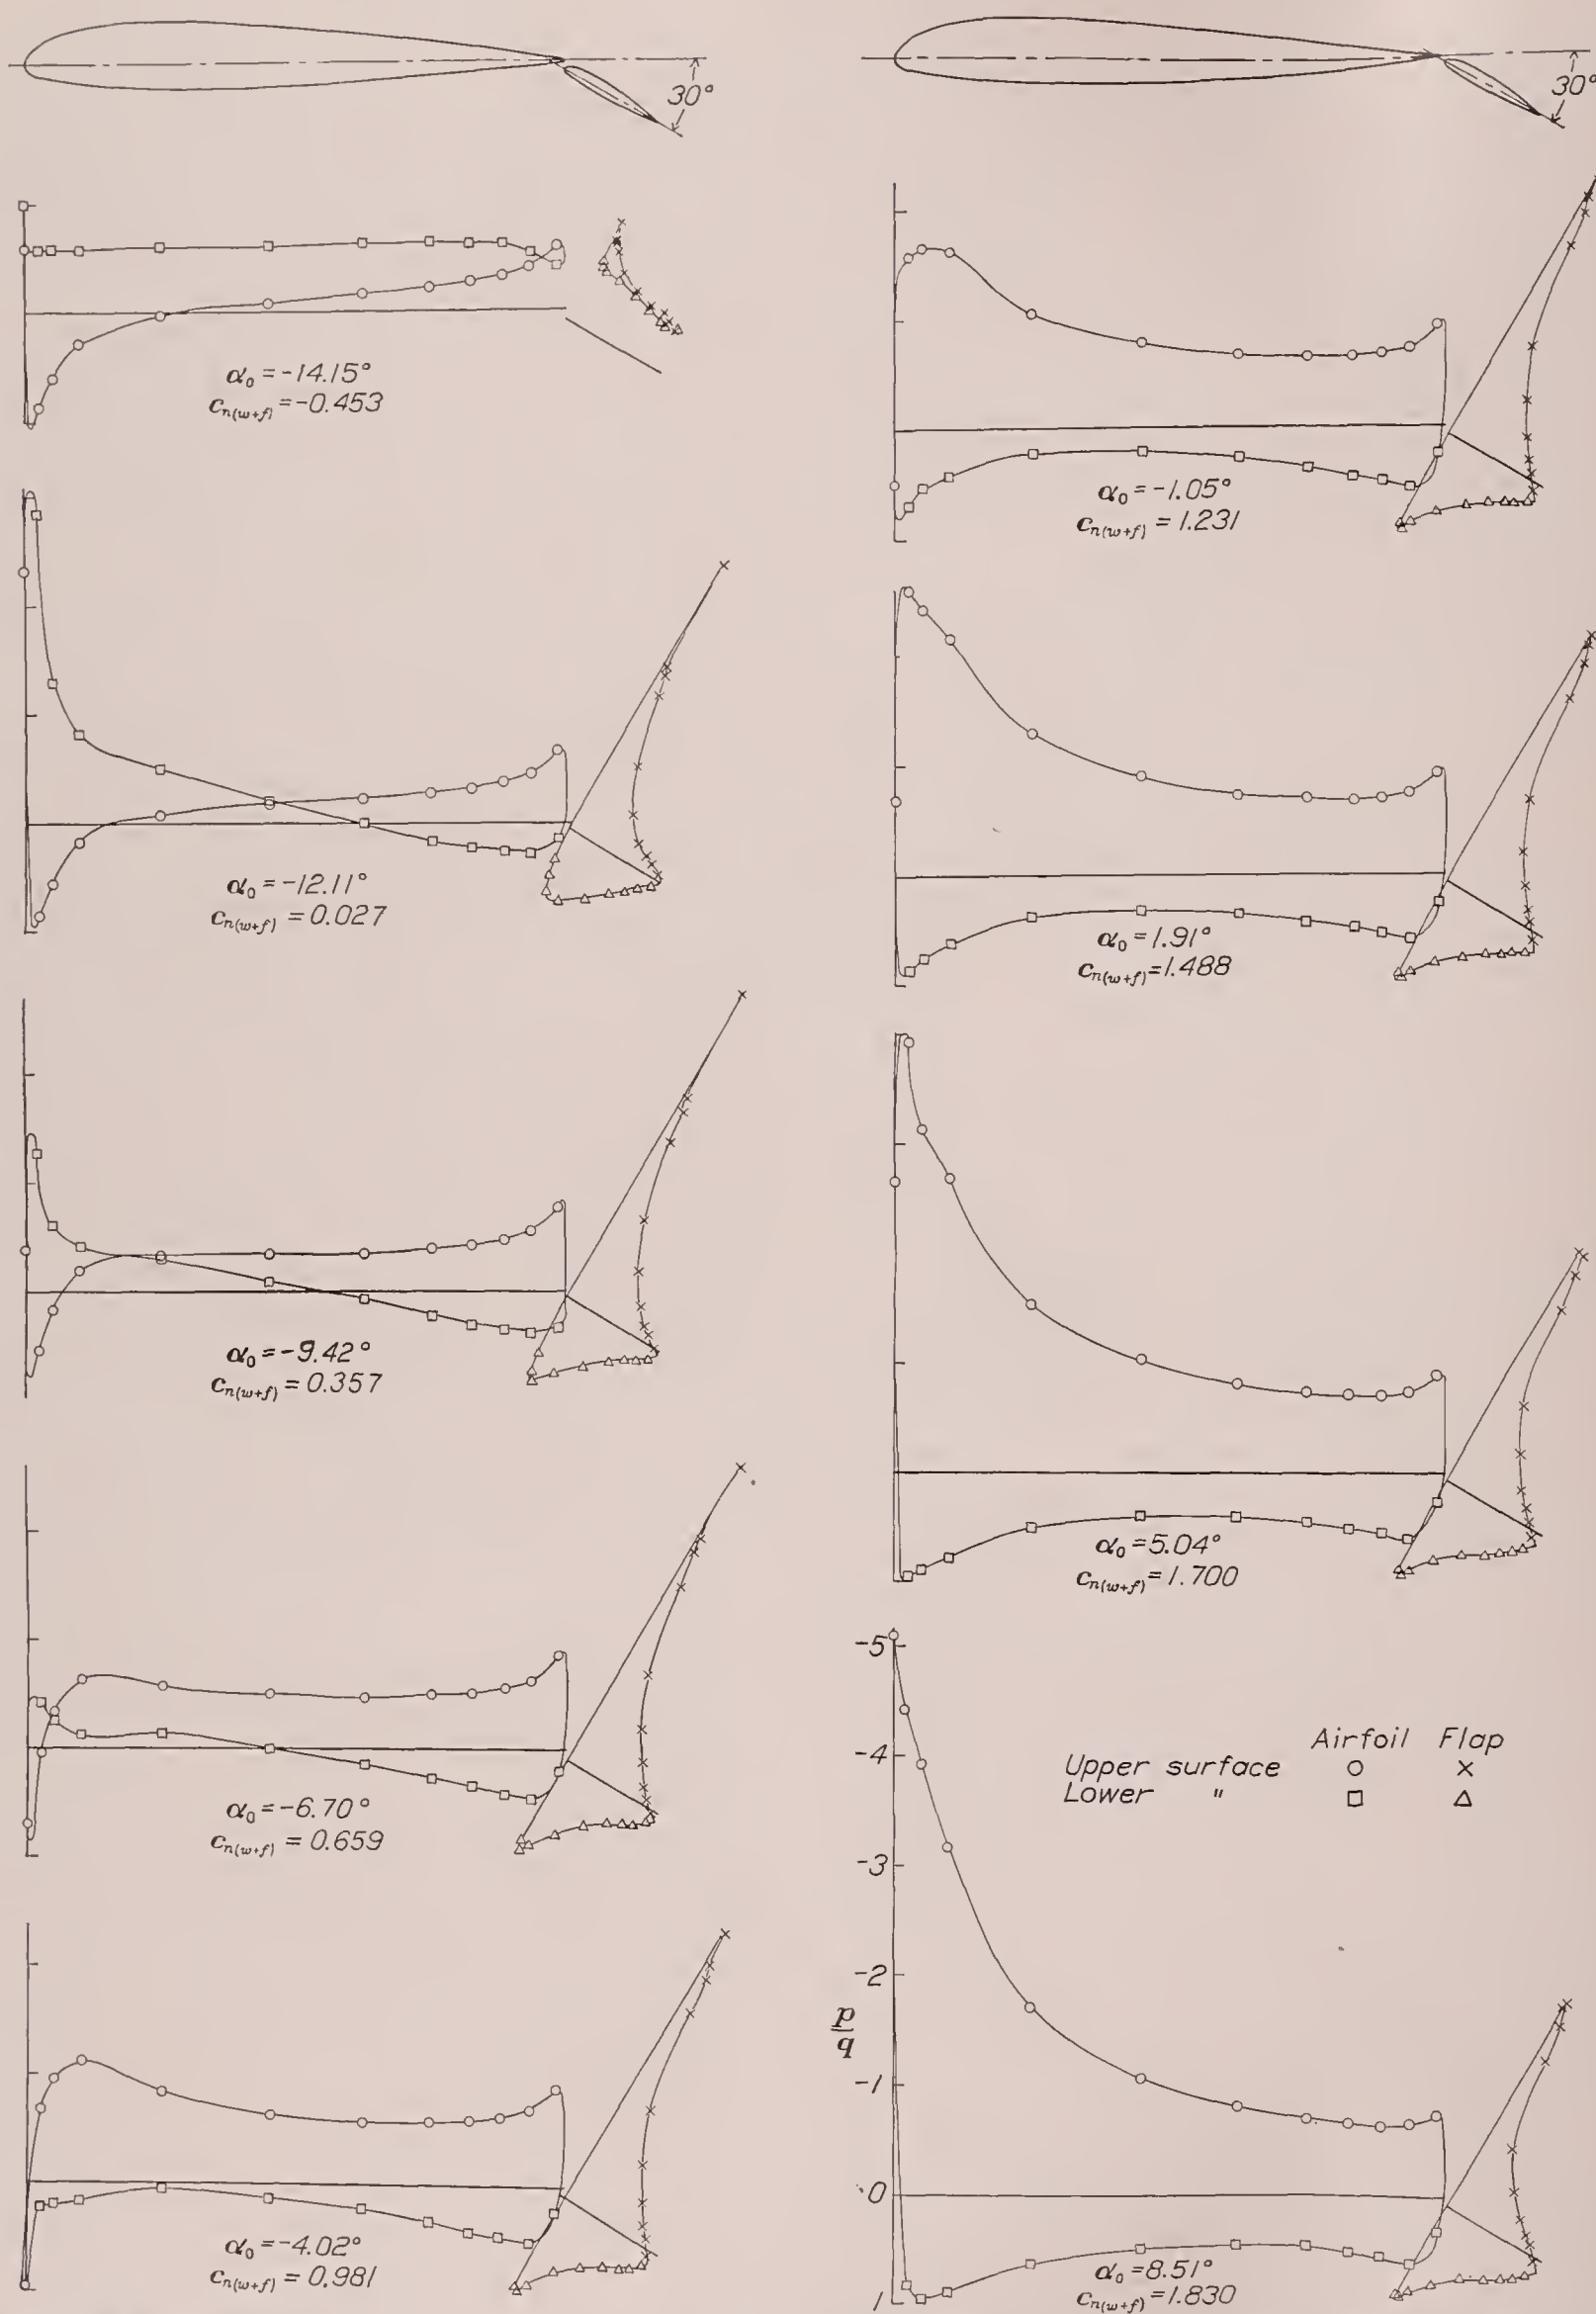 30°
30°
α₀ = -14.15°
c_n(w+f) = -0.453
α₀ = -12.11°
c_n(w+f) = 0.027
α₀ = -9.42°
c_n(w+f) = 0.357
α₀ = -6.70°
c_n(w+f) = 0.659
α₀ = -4.02°
c_n(w+f) = 0.981
α₀ = -1.05°
c_n(w+f) = 1.231
α₀ = 1.91°
c_n(w+f) = 1.488
α₀ = 5.04°
c_n(w+f) = 1.700
-5
-4
-3
-2
p/q
-1
0
1
Airfoil Flap
Upper surface ○ ×
Lower " □ △
α₀ = 8.51°
c_n(w+f) = 1.830